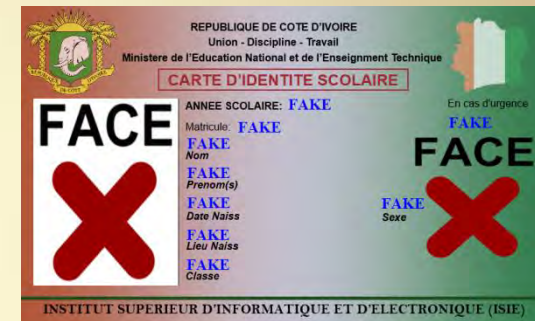 REPUBLIQUE DE COTE D'IVOIRE
Union - Discipline - Travail
Ministere de l'Education National et de l'Enseigment Technique
CARTE D'IDENTITE SCOLAIRE
ANNEE SCOLAIRE: FAKE
En cas d'urgence
FAKE
Matricule: FAKE
FACE
FACE
FAKE
Nom
FAKE
Prenom(s)
FAKE
Date Naiss
FAKE
Sexe
FAKE
Lieu Naiss
FAKE
Classe
INSTITUT SUPERIEUR D'INFORMATIQUE ET D'ELECTRONIQUE (ISIE)